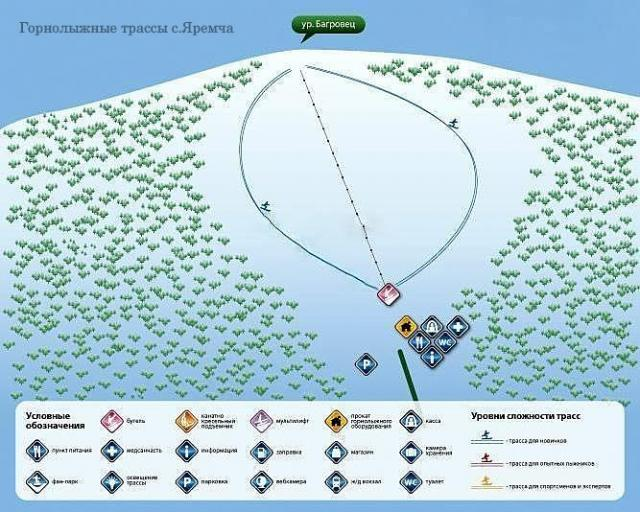 ур. Багровец
Горнолыжные трассы с.Яремча
P
WC
i
Условные
обозначения
бугель
канатно
кресельный
подъемник
мультилифт
прокат
горнолыжного
оборудования
касса
пункт питания
медсанчасть
информация
заправка
магазин
камера
хранения
фан-парк
освещение
трассы
парковка
вебкамера
ж/д вокзал
туалет
Уровни сложности трасс
- трасса для новичков
- трасса для опытных лыжников
- трасса для спортсменов и экспертов